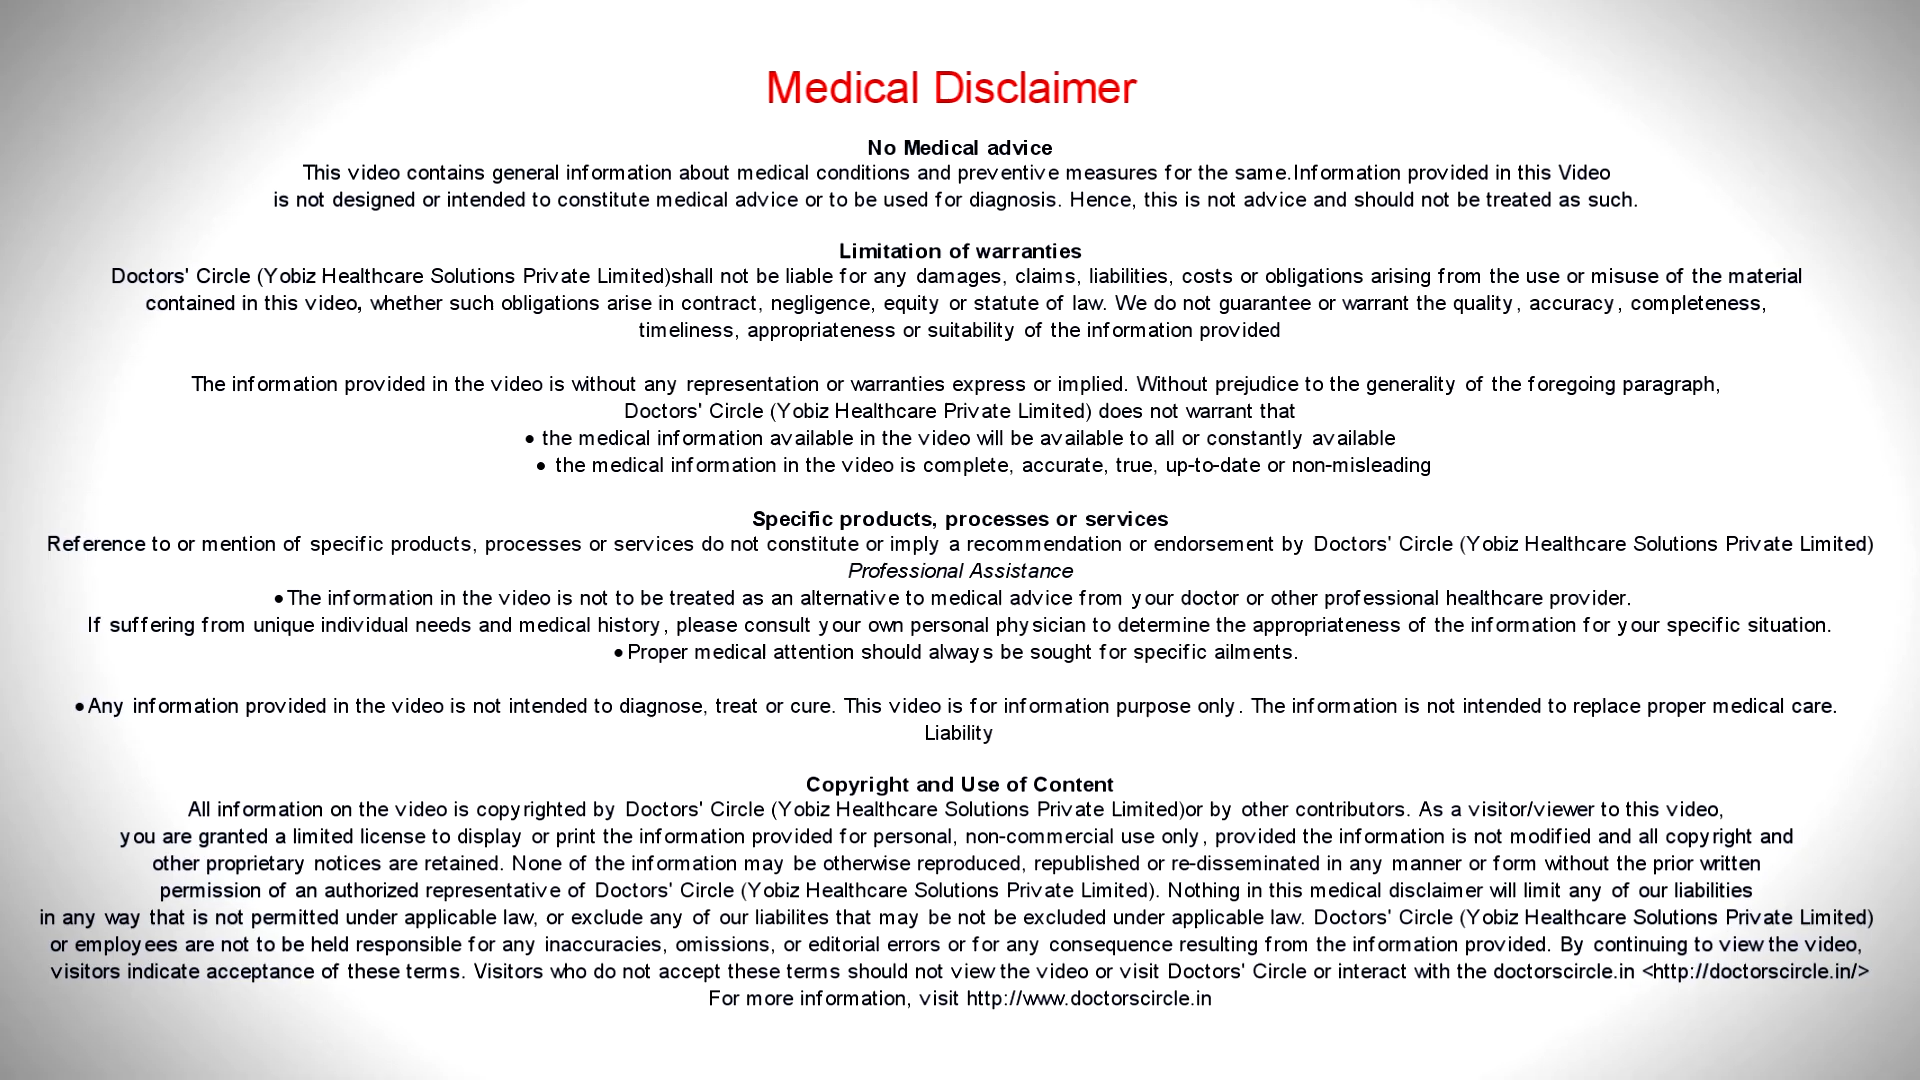 Medical Disclaimer
No Medical advice
This video contains general information about medical conditions and preventive measures for the same.Information provided in this Video
is not designed or intended to constitute medical advice or to be used for diagnosis. Hence, this is not advice and should not be treated as such.
Limitation of warranties
Doctors' Circle (Yobiz Healthcare Solutions Private Limited)shall not be liable for any damages, claims, liabilities, costs or obligations arising from the use or misuse of the material
contained in this video, whether such obligations arise in contract, negligence, equity or statute of law. We do not guarantee or warrant the quality, accuracy, completeness,
timeliness, appropriateness or suitability of the information provided
The information provided in the video is without any representation or warranties express or implied. Without prejudice to the generality of the foregoing paragraph,
Doctors' Circle (Yobiz Healthcare Private Limited) does not warrant that
• the medical information available in the video will be available to all or constantly available
• the medical information in the video is complete, accurate, true, up-to-date or non-misleading
Specific products, processes or services
Reference to or mention of specific products, processes or services do not constitute or imply a recommendation or endorsement by Doctors' Circle (Yobiz Healthcare Solutions Private Limited)
Professional Assistance
•The information in the video is not to be treated as an alternative to medical advice from your doctor or other professional healthcare provider.
If suffering from unique individual needs and medical history, please consult your own personal physician to determine the appropriateness of the information for your specific situation.
•Proper medical attention should always be sought for specific ailments.
•Any information provided in the video is not intended to diagnose, treat or cure. This video is for information purpose only. The information is not intended to replace proper medical care.
Liability
Copyright and Use of Content
All information on the video is copyrighted by Doctors' Circle (Yobiz Healthcare Solutions Private Limited)or by other contributors. As a visitor/viewer to this video,
you are granted a limited license to display or print the information provided for personal, non-commercial use only, provided the information is not modified and all copyright and
other proprietary notices are retained. None of the information may be otherwise reproduced, republished or re-disseminated in any manner or form without the prior written
permission of an authorized representative of Doctors' Circle (Yobiz Healthcare Solutions Private Limited). Nothing in this medical disclaimer will limit any of our liabilities
in any way that is not permitted under applicable law, or exclude any of our liabilites that may be not be excluded under applicable law. Doctors' Circle (Yobiz Healthcare Solutions Private Limited)
or employees are not to be held responsible for any inaccuracies, omissions, or editorial errors or for any consequence resulting from the information provided. By continuing to view the video,
visitors indicate acceptance of these terms. Visitors who do not accept these terms should not view the video or visit Doctors' Circle or interact with the doctorscircle.in <http://doctorscircle.in/>
For more information, visit http://www.doctorscircle.in